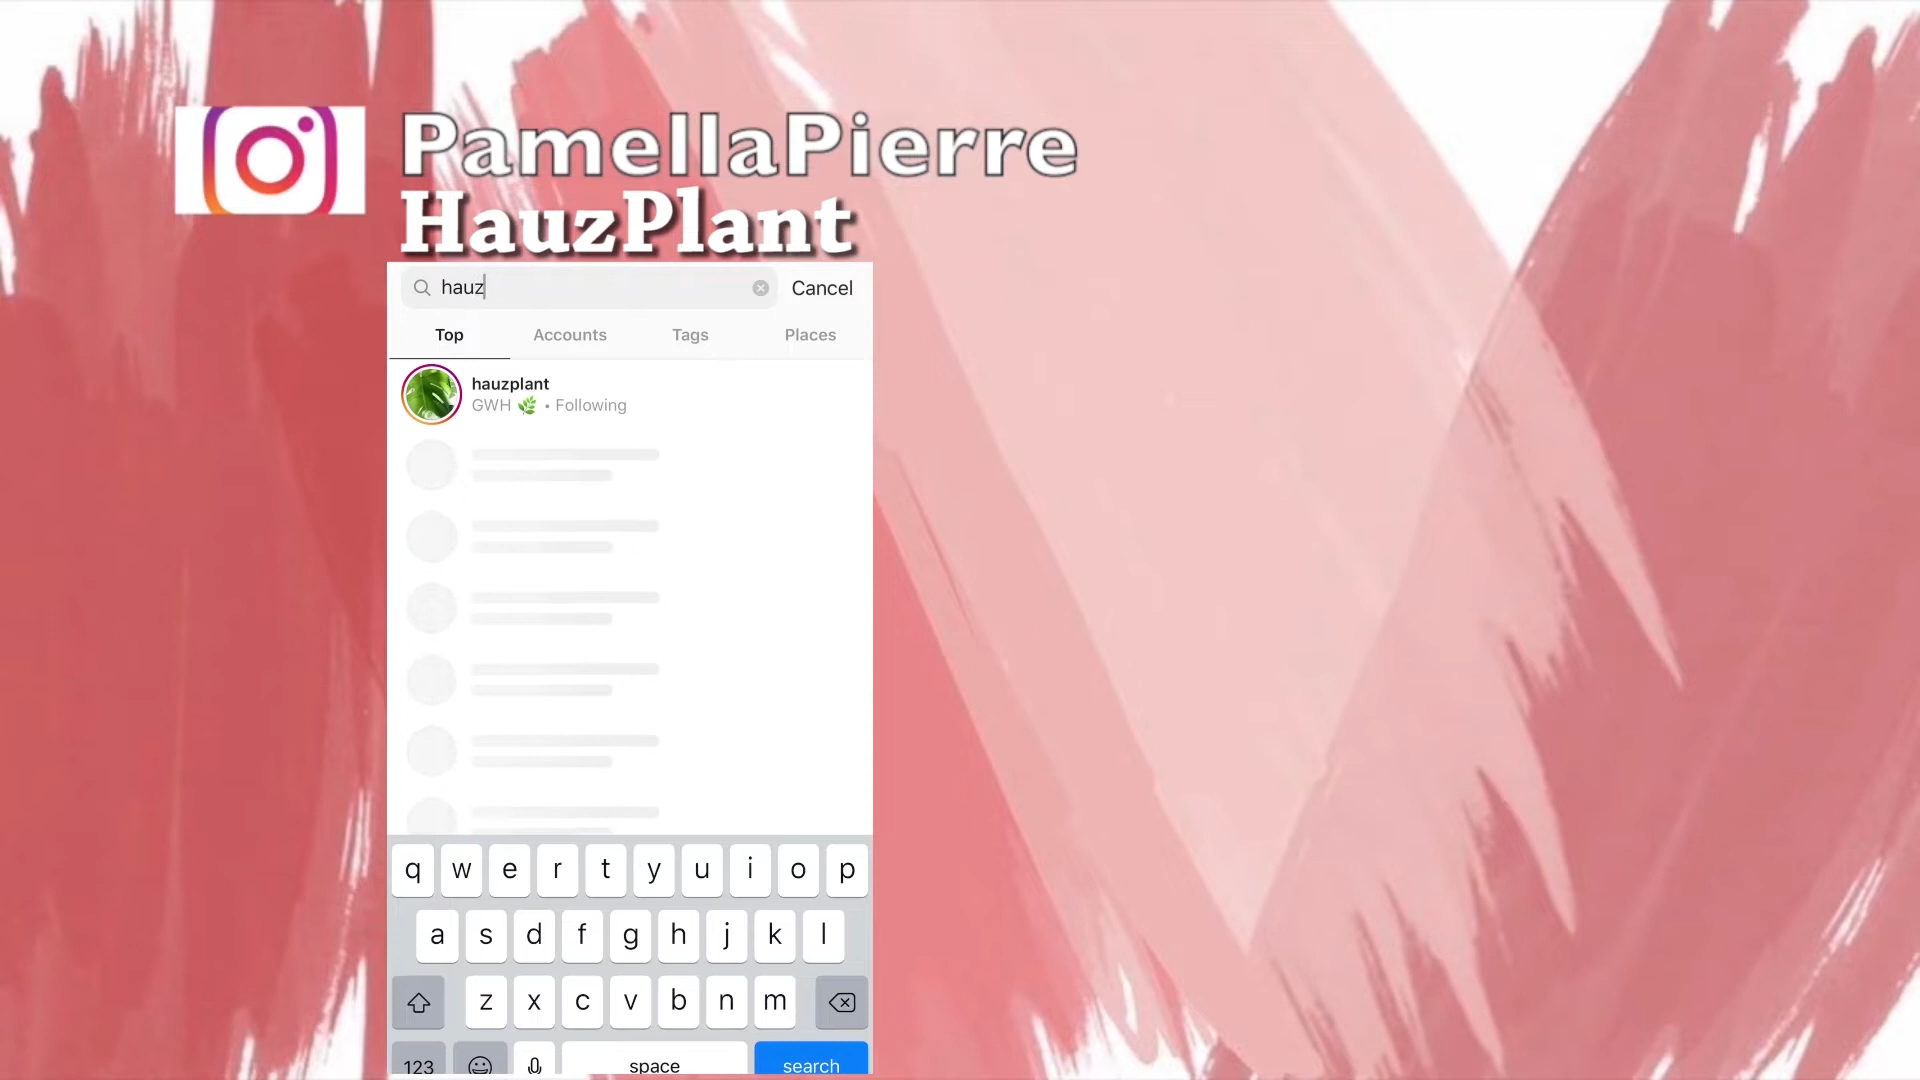 PamellaPierre
HauzPlant
hauz
Cancel
Top
Accounts
Tags
Places
hauzplant
GWH 🌿 • Following
q w e r t y u i o p
a s d f g h j k l
z x c v b n m
123
space
search